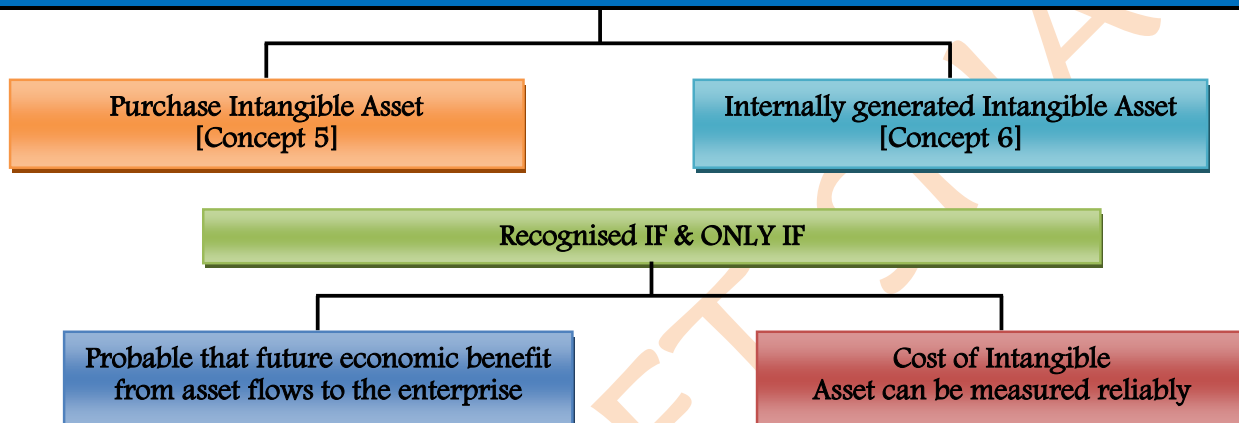 Purchase Intangible Asset
[Concept 5]
Internally generated Intangible Asset
[Concept 6]
Recognised IF & ONLY IF
Probable that future economic benefit
from asset flows to the enterprise
Cost of Intangible
Asset can be measured reliably